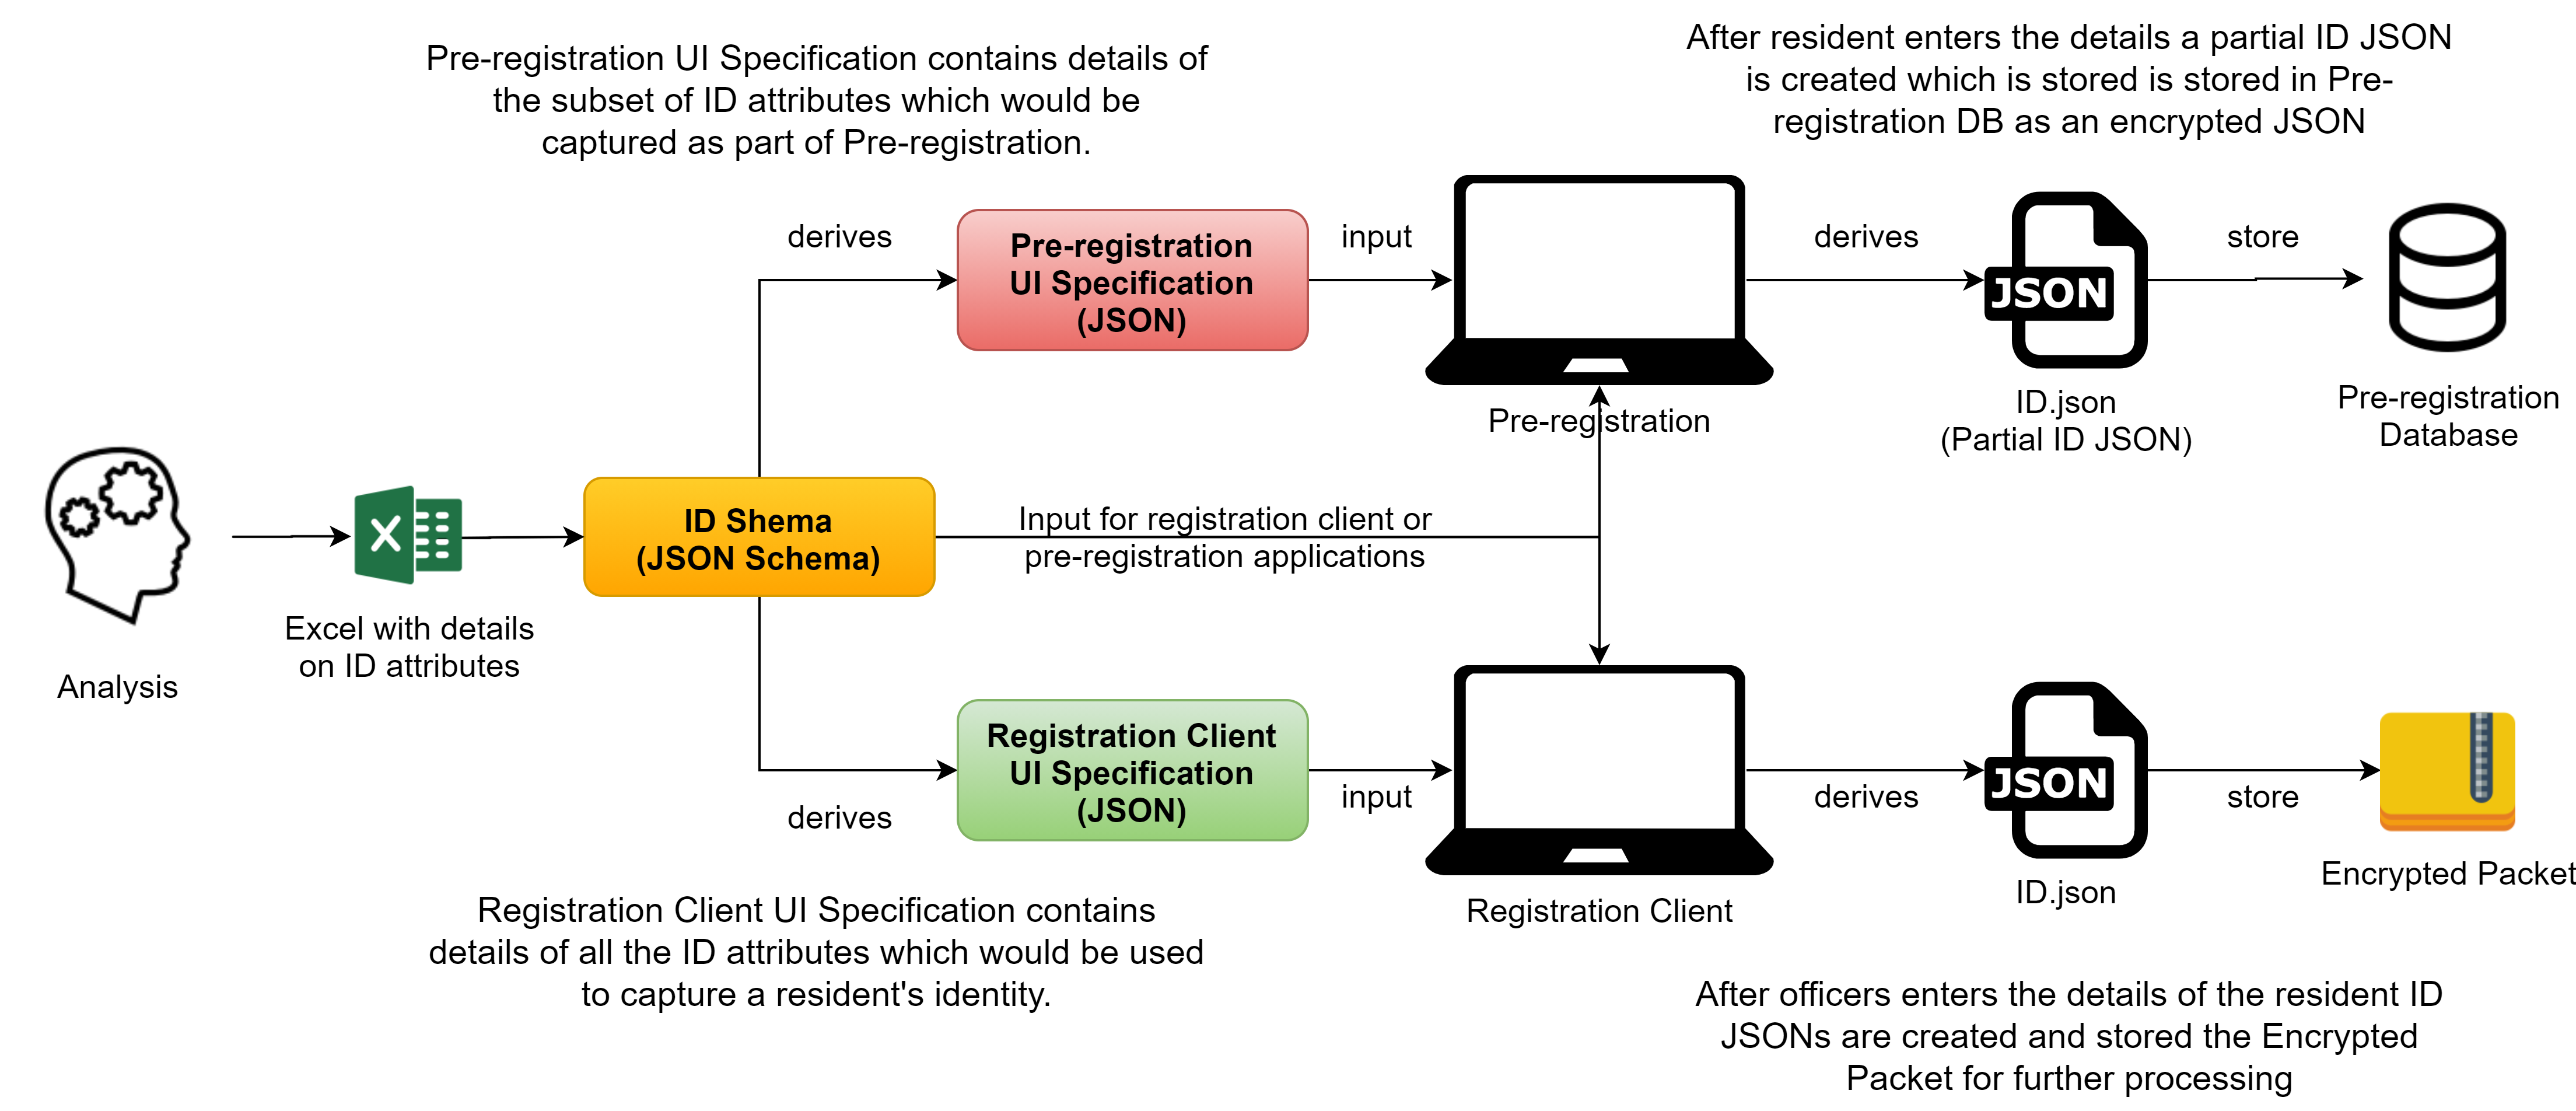 Pre-registration UI Specification contains details of
the subset of ID attributes which would be
captured as part of Pre-registration.
After resident enters the details a partial ID JSON
is created which is stored is stored in Pre-
registration DB as an encrypted JSON
derives
Pre-registration
UI Specification
(JSON)
input
Pre-registration
derives
JSON
ID.json
(Partial ID JSON)
store
Pre-registration
Database
Analysis
X
Excel with details
on ID attributes
ID Shema
(JSON Schema)
Input for registration client or
pre-registration applications
derives
Registration Client
UI Specification
(JSON)
input
Registration Client
derives
JSON
ID.json
store
Encrypted Packet
Registration Client UI Specification contains
details of all the ID attributes which would be used
to capture a resident's identity.
After officers enters the details of the resident ID
JSONs are created and stored the Encrypted
Packet for further processing